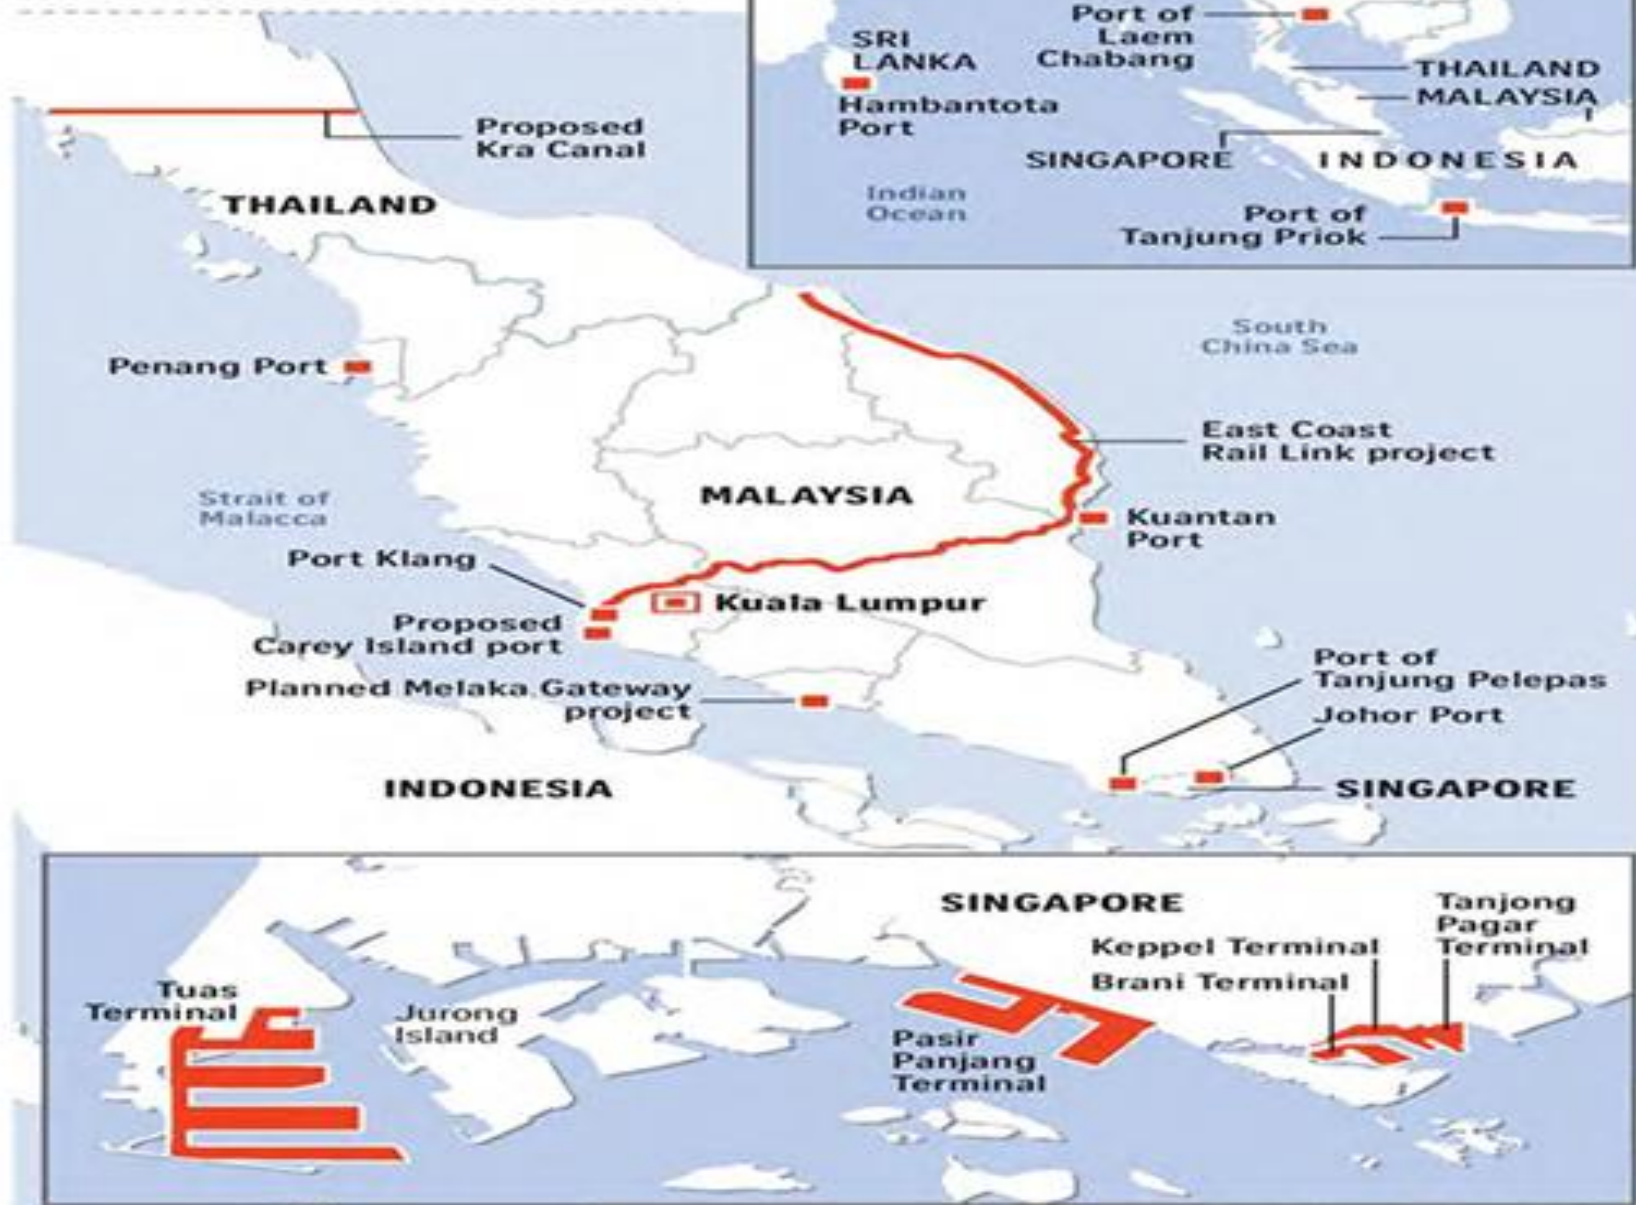 Port of
Laem
Chabang
SRI
LANKA
Hambantota
Port
THAILAND
MALAYSIA
SINGAPORE
INDONESIA
Indian
Ocean
Port of
Tanjung Priok
Proposed
Kra Canal
THAILAND
South
China Sea
Penang Port
East Coast
Rail Link project
MALAYSIA
Strait of
Malacca
Kuantan
Port
Port Klang
Kuala Lumpur
Proposed
Carey Island port
Planned Melaka Gateway
project
Port of
Tanjung Pelepas
Johor Port
INDONESIA
SINGAPORE
SINGAPORE
Tanjong
Pagar
Terminal
Keppel Terminal
Brani Terminal
Tuas
Terminal
Jurong
Island
Pasir
Panjang
Terminal